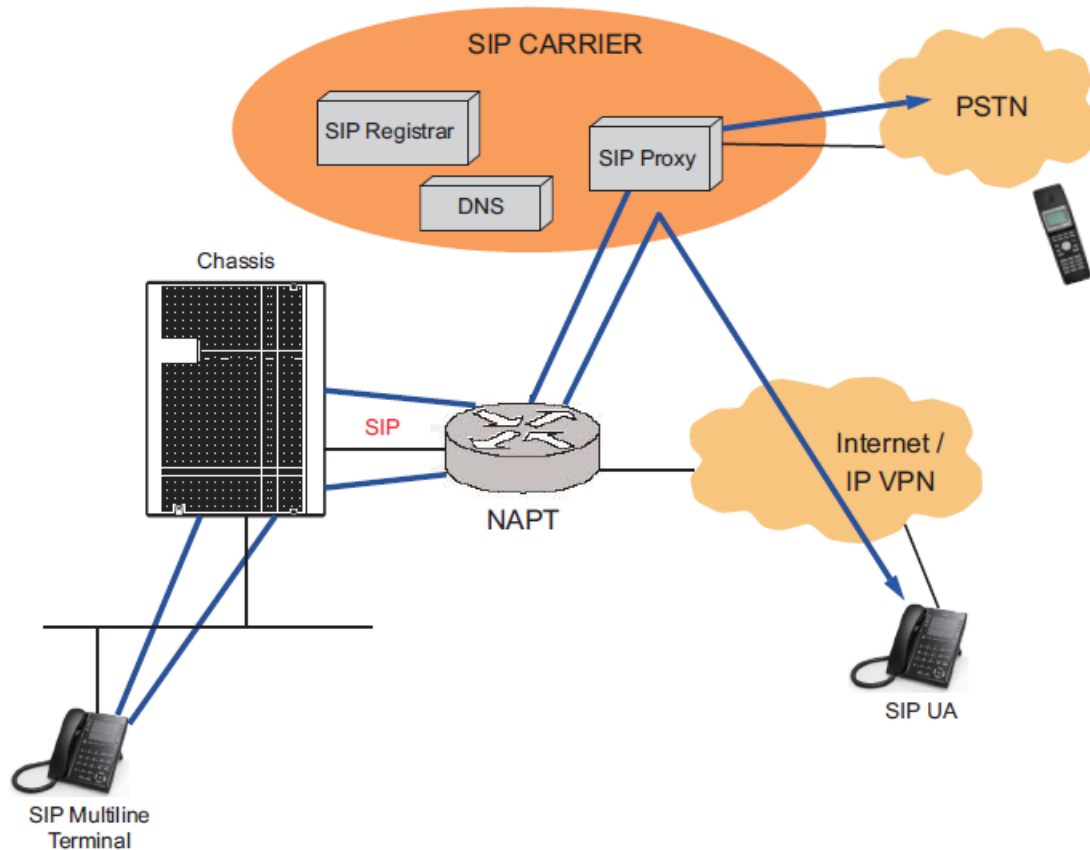 SIP CARRIER
SIP Registrar
SIP Proxy
DNS
PSTN
Chassis
SIP
NAPT
Internet /
IP VPN
SIP UA
SIP Multiline
Terminal